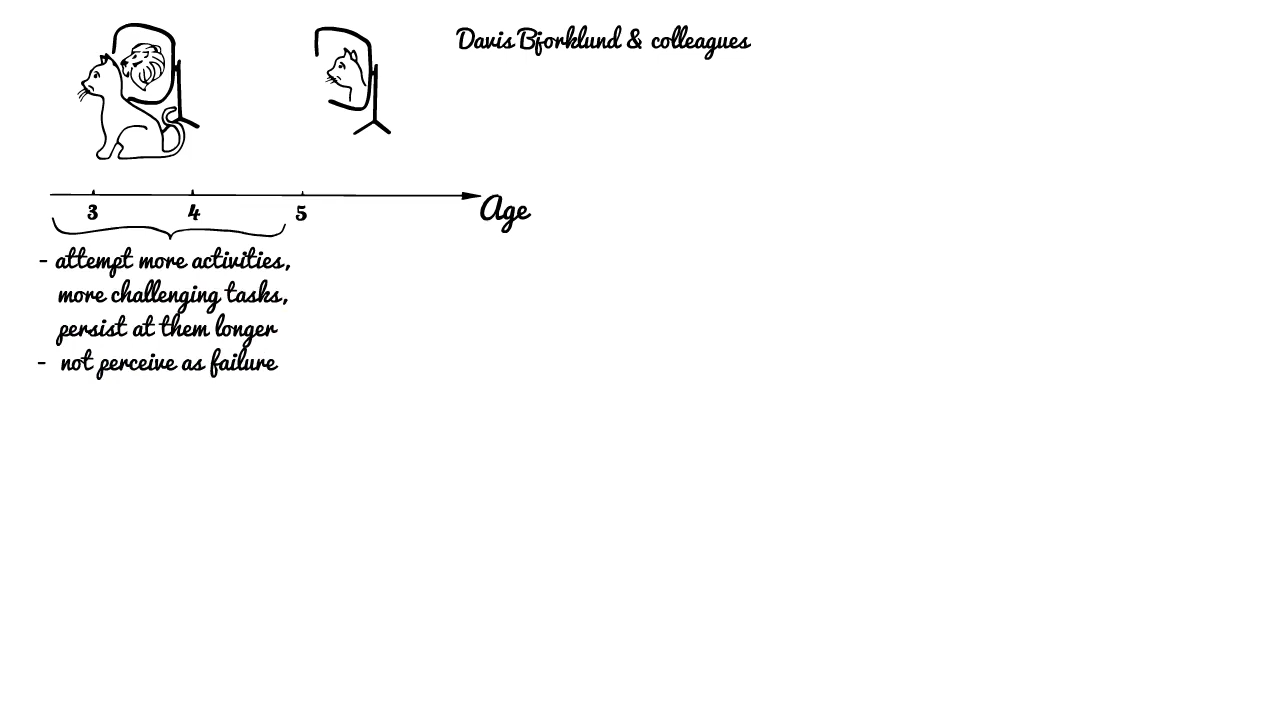 Davis Bjorklund & colleagues
3 4 5 Age
- attempt more activities,
more challenging tasks,
persist at them longer
- not perceive as failure